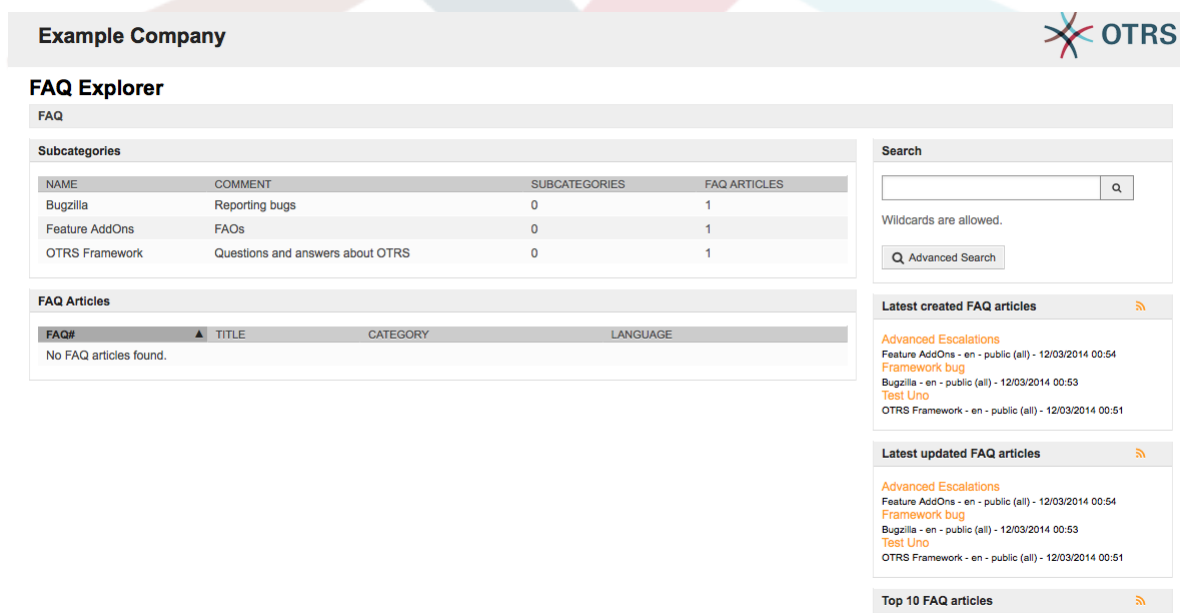 Example Company
OTRS
FAQ Explorer
FAQ
Subcategories
NAME COMMENT SUBCATEGORIES FAQ ARTICLES
Bugzilla Reporting bugs 0 1
Feature AddOns FAOs 0 1
OTRS Framework Questions and answers about OTRS 0 1
FAQ Articles
FAQ# TITLE CATEGORY LANGUAGE
No FAQ articles found.
Search
Wildcards are allowed.
Advanced Search
Latest created FAQ articles
Advanced Escalations
Feature AddOns - en - public (all) - 12/03/2014 00:54
Framework bug
Bugzilla - en - public (all) - 12/03/2014 00:53
Test Uno
OTRS Framework - en - public (all) - 12/03/2014 00:51
Latest updated FAQ articles
Advanced Escalations
Feature AddOns - en - public (all) - 12/03/2014 00:54
Framework bug
Bugzilla - en - public (all) - 12/03/2014 00:53
Test Uno
OTRS Framework - en - public (all) - 12/03/2014 00:51
Top 10 FAQ articles